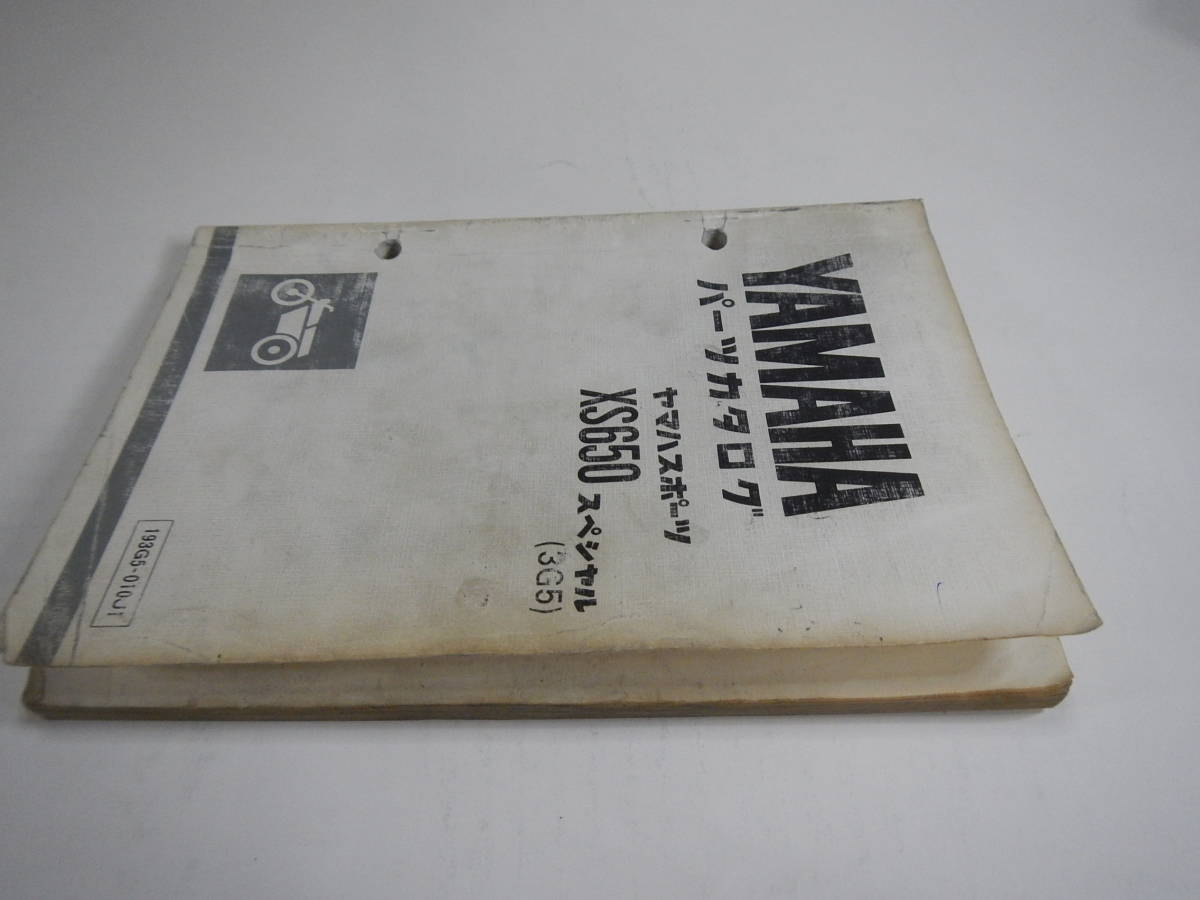 YAMAHA
パーツカタログ
ヤマハスポーツ
XS650 スペシャル
(3G5)
193G5-010J1